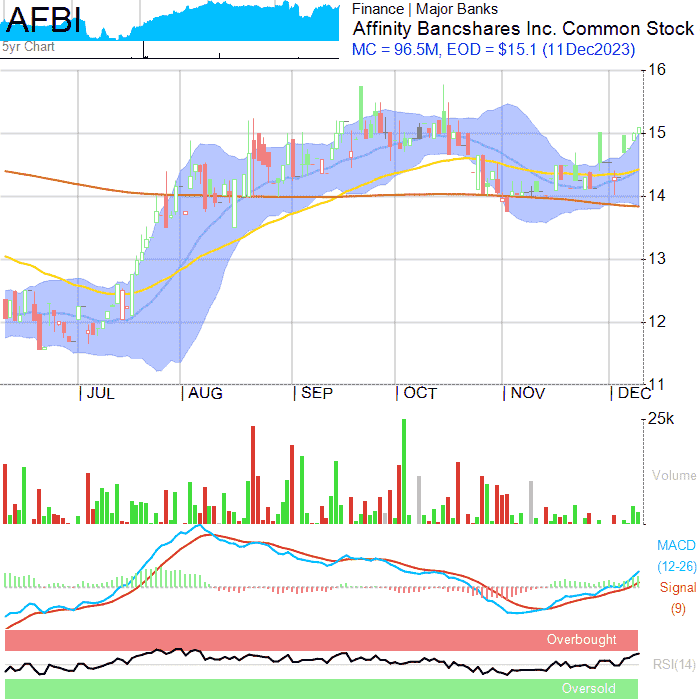 AFBI
5yr Chart
Finance | Major Banks
Affinity Bancshares Inc. Common Stock
MC = 96.5M, EOD = $15.1 (11Dec2023)
16
15
14
13
12
11
JUL
AUG
SEP
OCT
NOV
DEC
25k
Volume
MACD
(12-26)
Signal
(9)
Overbought
RSI(14)
Oversold